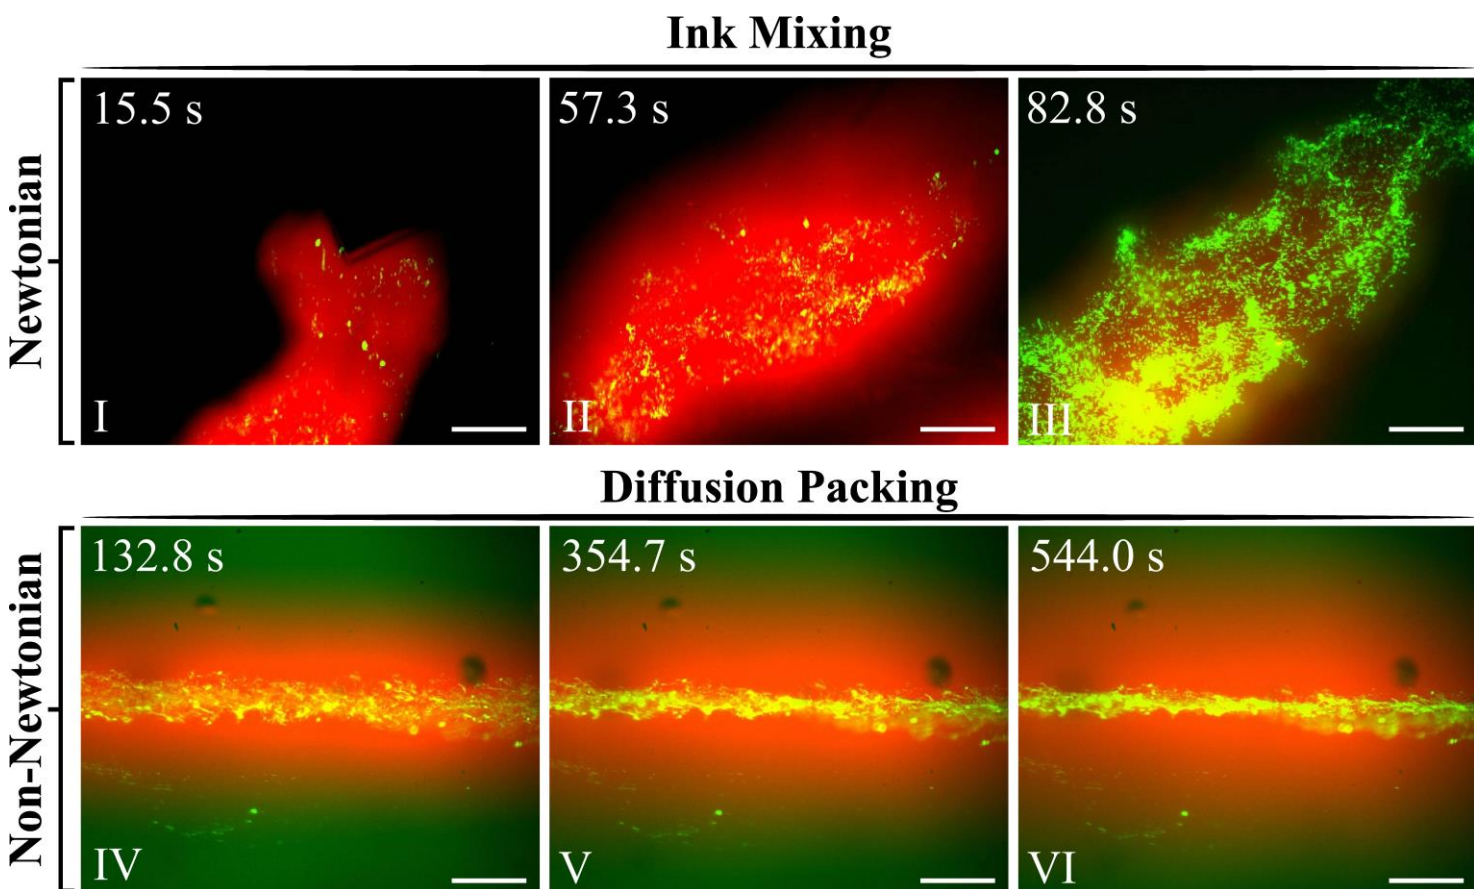 Ink Mixing
Newtonian
15.5 s
57.3 s
82.8 s
I
II
III
Diffusion Packing
Non-Newtonian
132.8 s
354.7 s
544.0 s
IV
V
VI